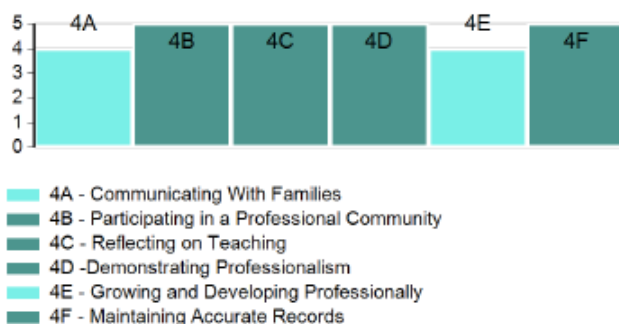 5
4
3
2
1
0
4A
4B
4C
4D
4E
4F
4A - Communicating With Families
4B - Participating in a Professional Community
4C - Reflecting on Teaching
4D -Demonstrating Professionalism
4E - Growing and Developing Professionally
4F - Maintaining Accurate Records